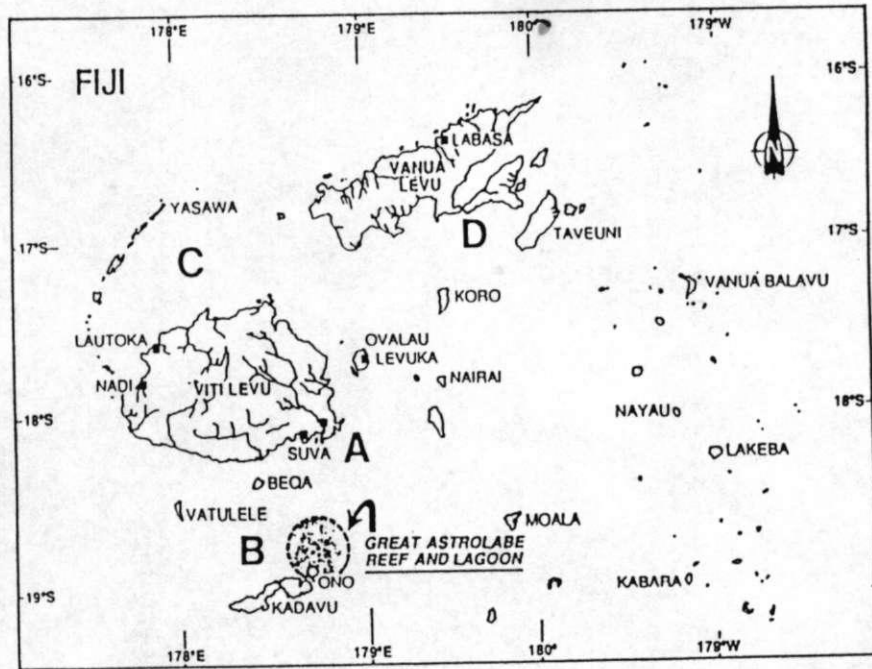 178°E 179°E 180° 179°W
16°S FIJI 16°S
N
LABASA
VANUA
LEVU
YASAWA
D
TAVEUNI
17°S C 17°S
VANUA BALAVU
KORO
LAUTOKA
OVALAU
LEVUKA
NADI VITI LEVU NAIRAI
18°S NAYAU 18°S
SUVA A LAKEBA
BEQA
VATULELE MOALA
B GREAT ASTROLABE
REEF AND LAGOON
ONO KABARA
KADAVU
19°S 19°S
178°E 179°E 180° 179°W